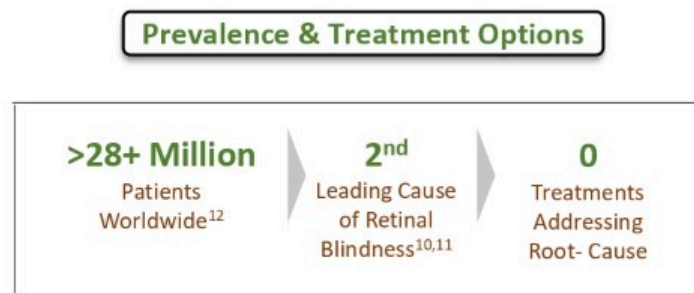 Prevalence & Treatment Options
>28+ Million
Patients
Worldwide12
2nd
Leading Cause
of Retinal
Blindness10,11
0
Treatments
Addressing
Root- Cause